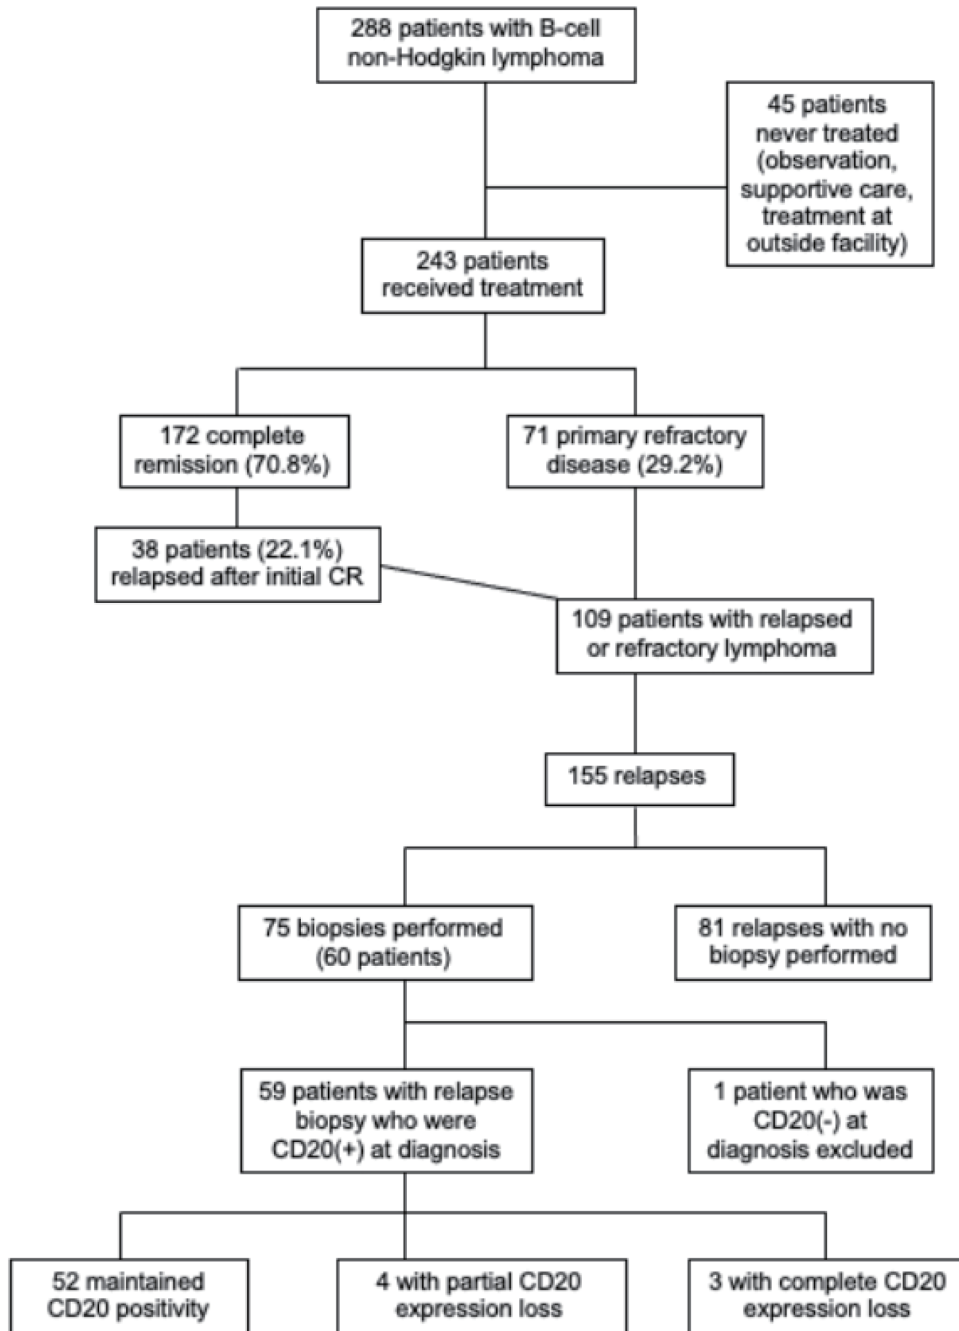 288 patients with B-cell
non-Hodgkin lymphoma
45 patients
never treated
(observation,
supportive care,
treatment at
outside facility)
243 patients
received treatment
172 complete
remission (70.8%)
71 primary refractory
disease (29.2%)
38 patients (22.1%)
relapsed after initial CR
109 patients with relapsed
or refractory lymphoma
155 relapses
75 biopsies performed
(60 patients)
81 relapses with no
biopsy performed
59 patients with relapse
biopsy who were
CD20(+) at diagnosis
1 patient who was
CD20(-) at
diagnosis excluded
52 maintained
CD20 positivity
4 with partial CD20
expression loss
3 with complete CD20
expression loss